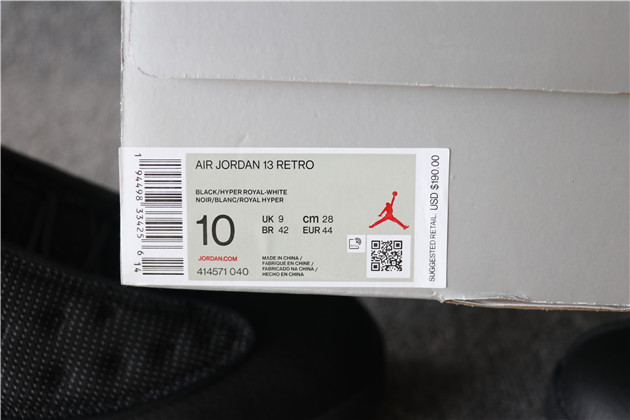 AIR JORDAN 13 RETRO
BLACK/HYPER ROYAL-WHITE
NOIR/BLANC/ROYAL HYPER
10
UK 9 cm 28
BR 42 EUR 44
JORDAN.COM
414571 040
MADE IN CHINA /
FABRIQUE EN CHINE /
FABRICADO NA CHINA /
HECHO EN CHINA
1 94498 33425 6 14
SUGGESTED RETAIL USD $190.00